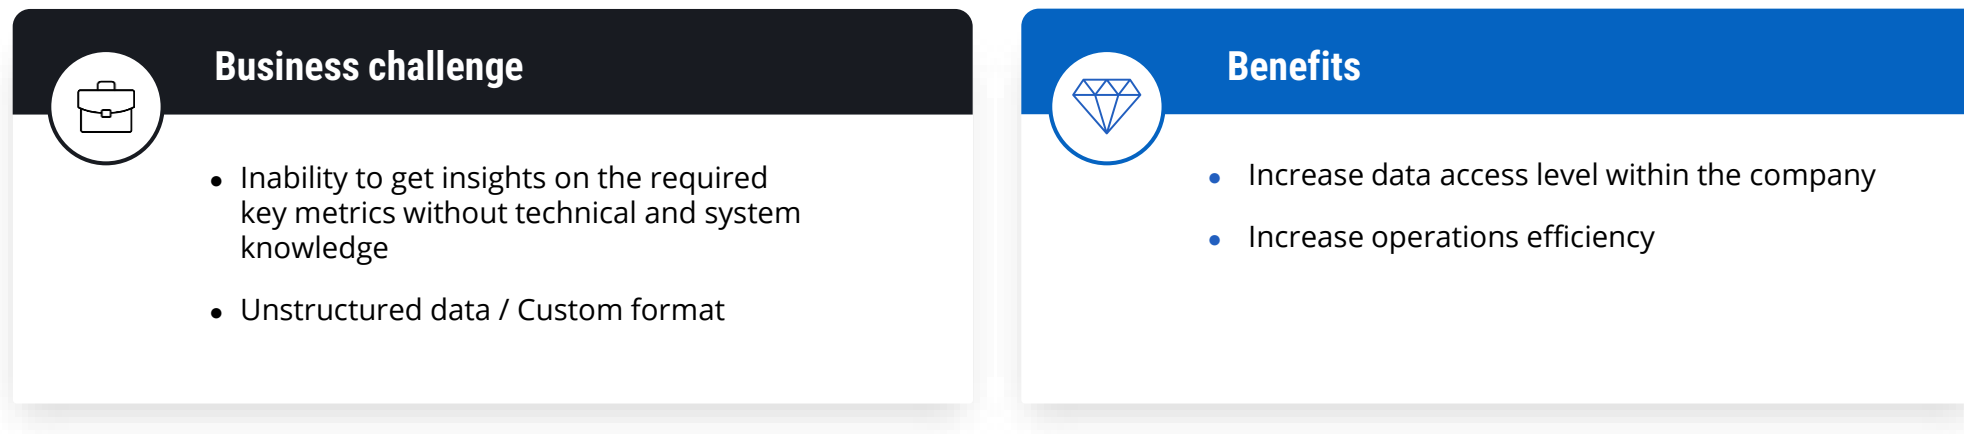 Business challenge
• Inability to get insights on the required
key metrics without technical and system
knowledge
• Unstructured data / Custom format
Benefits
• Increase data access level within the company
• Increase operations efficiency